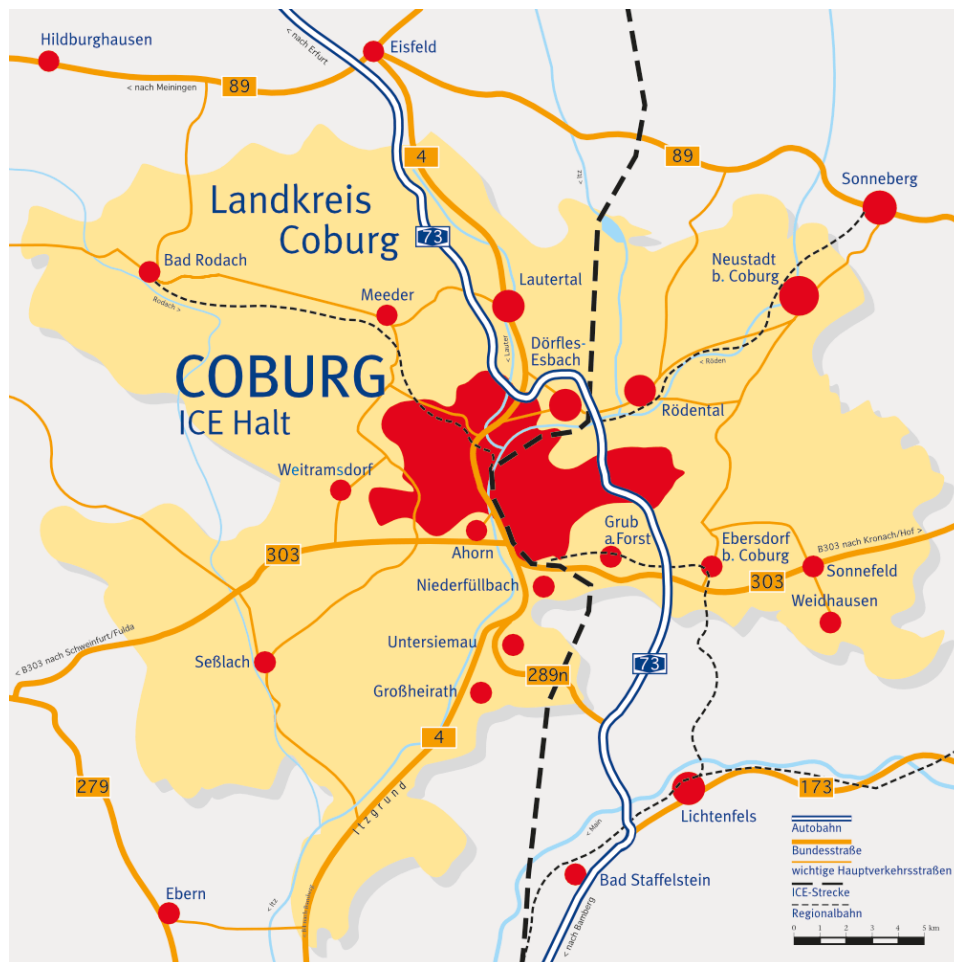 Hildburghausen
< nach Erfurt
Eisfeld
89
< nach Meiningen
4
< Itz
89
Sonneberg
Landkreis
Coburg
73
Bad Rodach
Neustadt
b. Coburg
Rodach >
Meeder
Lautertal
< Lauter
Dörfles-
Esbach
< Röden
COBURG
ICE Halt
Rödental
Weitramsdorf
303
Ahorn
Grub
a.Forst
Ebersdorf
b. Coburg
B303 nach Kronach/Hof >
Niederfüllbach
303
Sonnefeld
Weidhausen
< B303 nach Schweinfurt/Fulda
Untersiemau
Seßlach
289n
73
Großheirath
4
279
Itzgrund
173
Lichtenfels
< Main
Autobahn
Bundesstraße
wichtige Hauptverkehrsstraßen
ICE-Strecke
Regionalbahn
0 1 2 3 4 5 km
Bad Staffelstein
Ebern
< Itz
< nach Bamberg